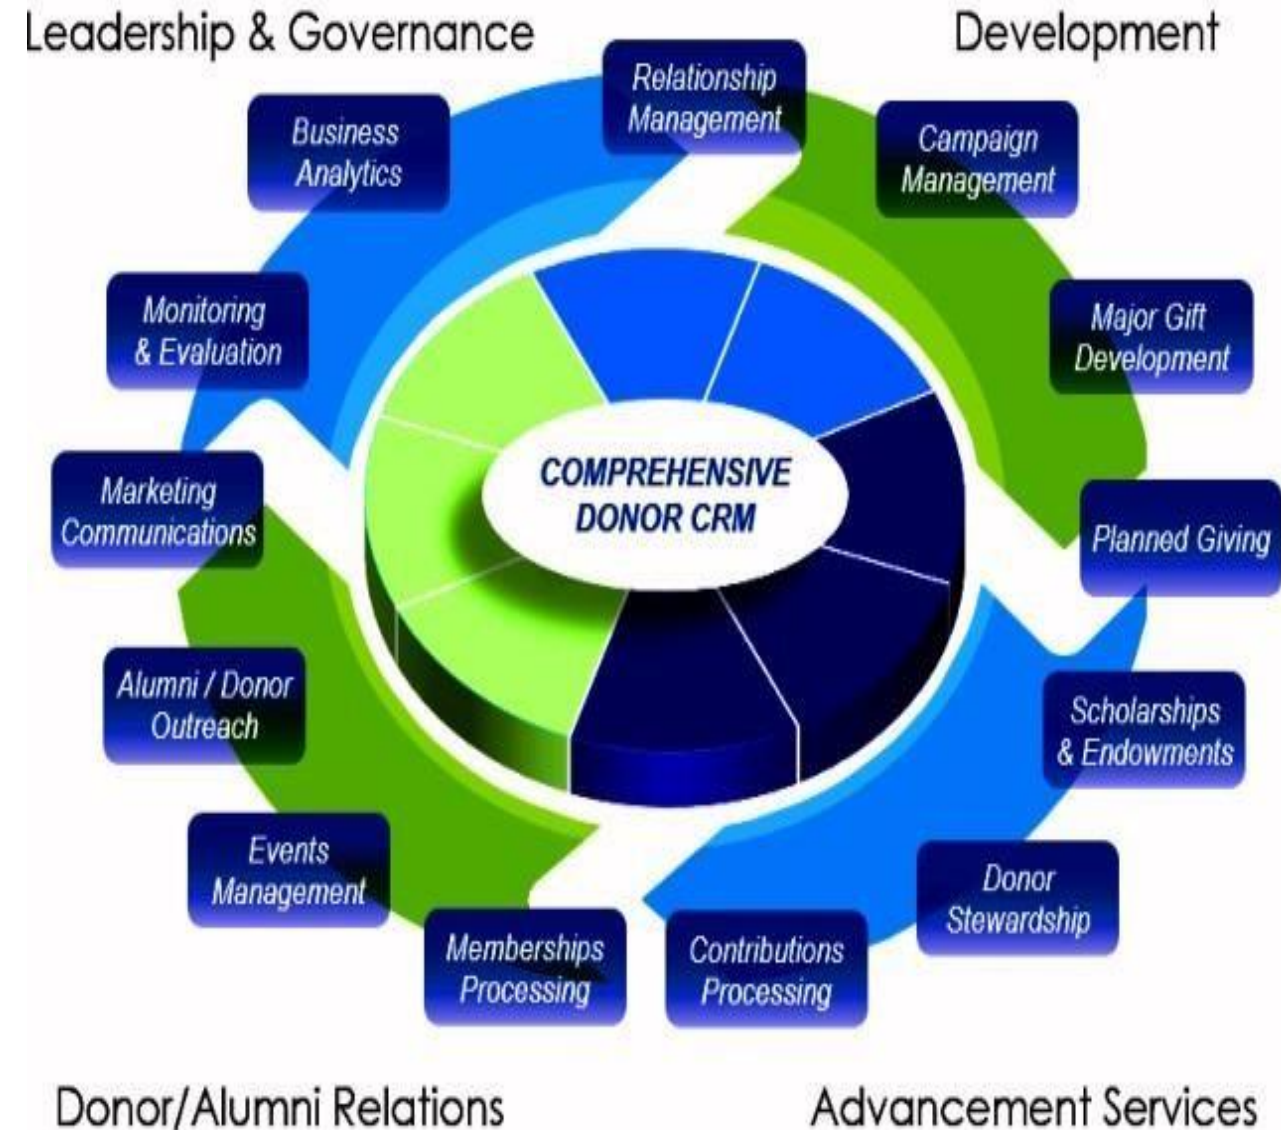 Leadership & Governance
Development
Relationship
Management
Business
Analytics
Campaign
Management
Monitoring
& Evaluation
Major Gift
Development
Marketing
Communications
COMPREHENSIVE
DONOR CRM
Planned Giving
Alumni / Donor
Outreach
Scholarships
& Endowments
Events
Management
Donor
Stewardship
Memberships
Processing
Contributions
Processing
Donor/Alumni Relations
Advancement Services